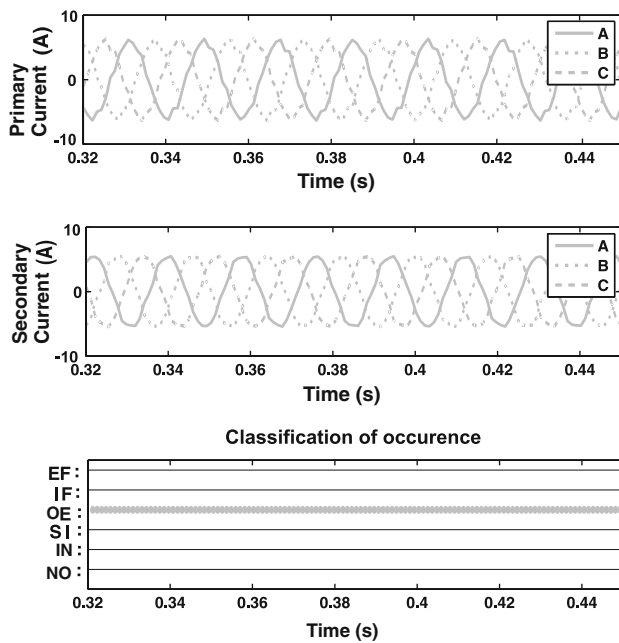 10
0
-10
Primary
Current (A)
A
B
C
0.32 0.34 0.36 0.38 0.4 0.42 0.44
Time (s)
10
0
-10
Secondary
Current (A)
A
B
C
0.32 0.34 0.36 0.38 0.4 0.42 0.44
Time (s)
Classification of occurence
EF:
IF:
OE:
SI:
IN:
NO:
0.32 0.34 0.36 0.38 0.4 0.42 0.44
Time (s)